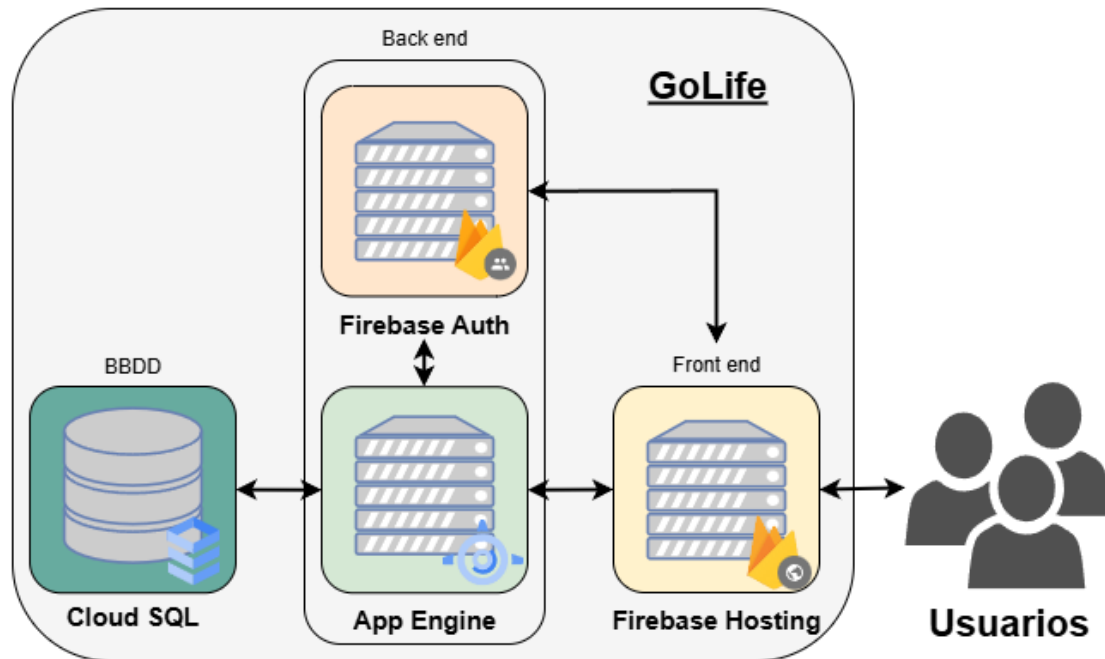 Back end
GoLife
Firebase Auth
BBDD
Front end
Cloud SQL
App Engine
Firebase Hosting
Usuarios